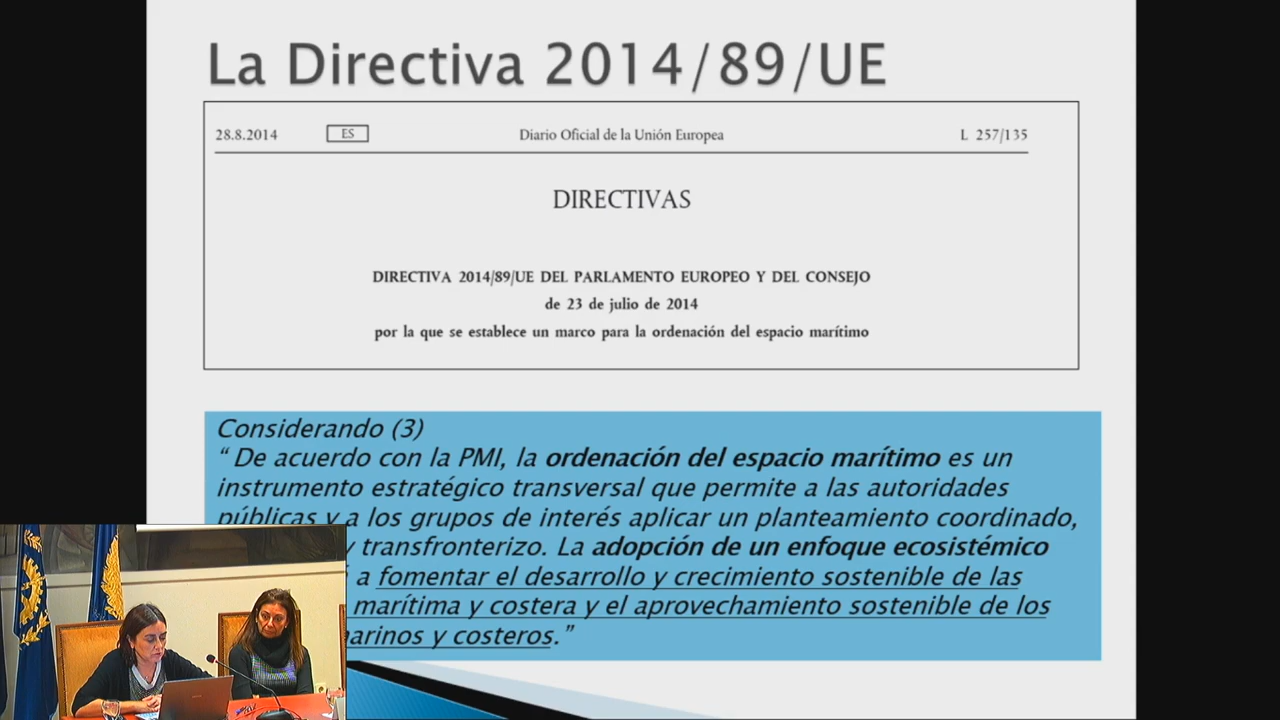 La Directiva 2014/89/UE
28.8.2014 ES Diario Oficial de la Unión Europea L 257/135
DIRECTIVAS
DIRECTIVA 2014/89/UE DEL PARLAMENTO EUROPEO Y DEL CONSEJO
de 23 de julio de 2014
por la que se establece un marco para la ordenación del espacio marítimo
Considerando (3)
“ De acuerdo con la PMI, la ordenación del espacio marítimo es un
instrumento estratégico transversal que permite a las autoridades
públicas y a los grupos de interés aplicar un planteamiento coordinado,
y transfronterizo. La adopción de un enfoque ecosistémico
a fomentar el desarrollo y crecimiento sostenible de las
marítima y costera y el aprovechamiento sostenible de los
y costeros.”